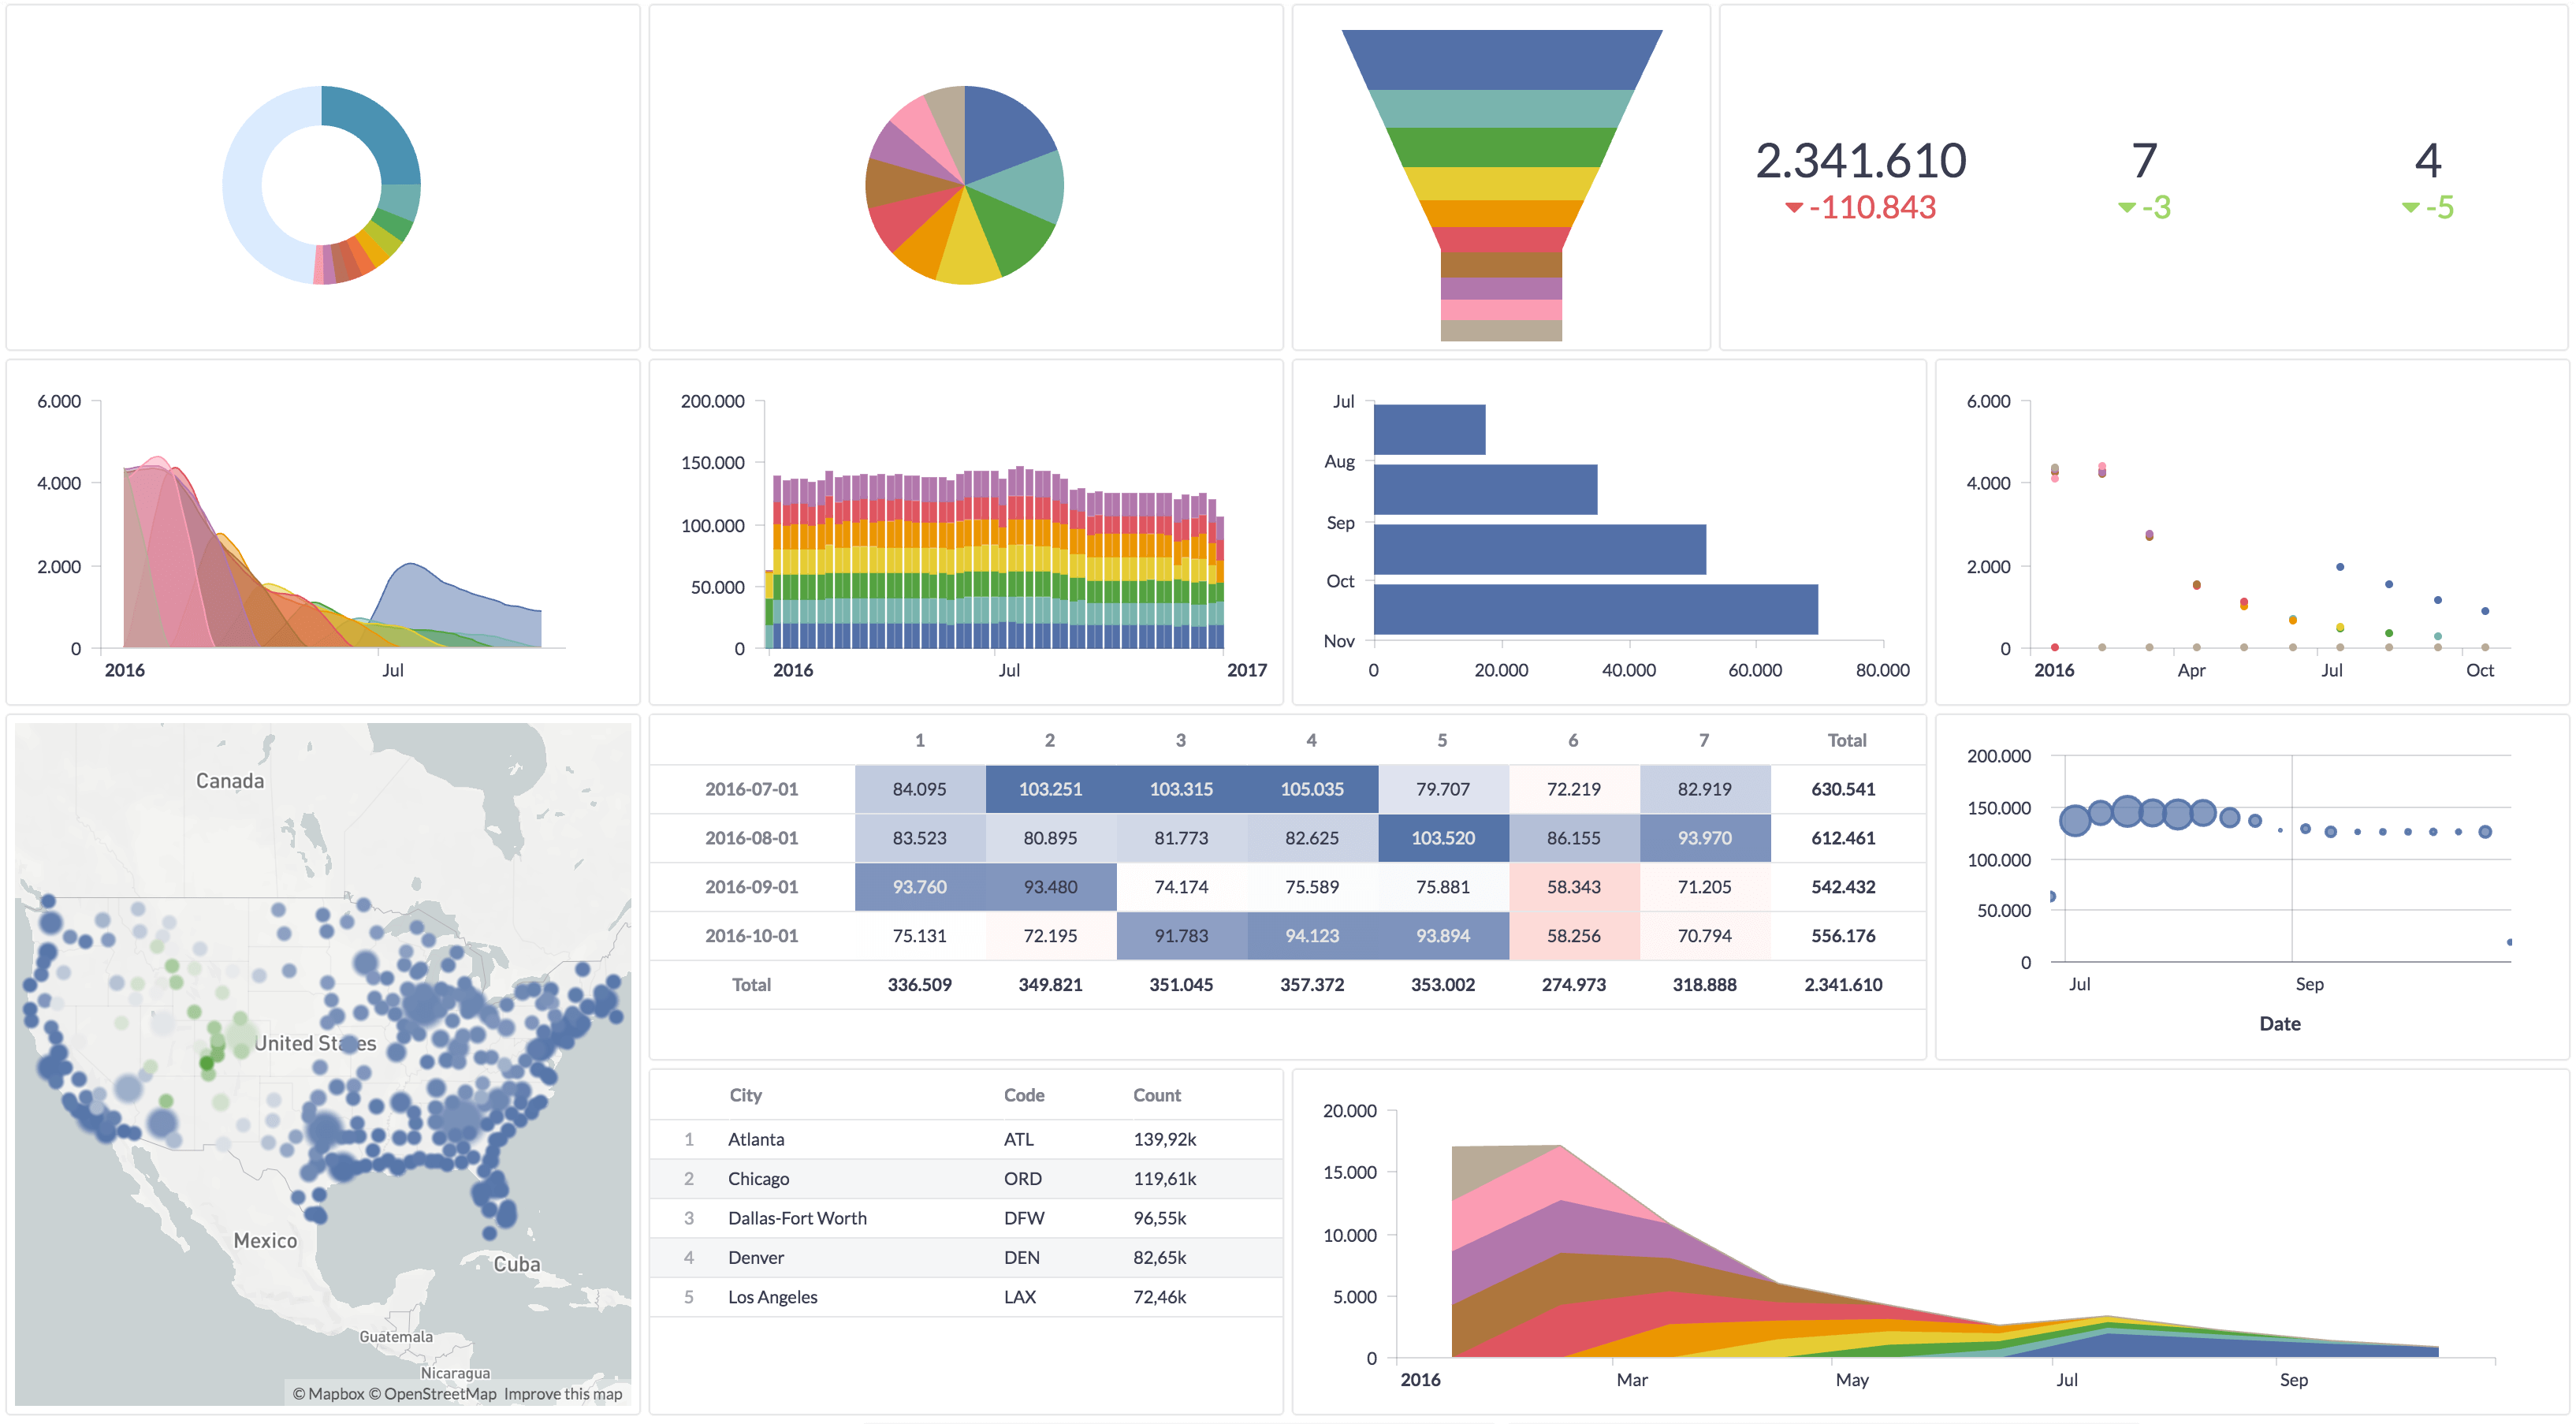 2.341.610 7 4
-110.843 -3 -5
6.000
4.000
2.000
0
2016 Jul
200.000
150.000
100.000
50.000
0
2016 Jul 2017
Jul
Aug
Sep
Oct
Nov
0 20.000 40.000 60.000 80.000
6.000
4.000
2.000
0
2016 Apr Jul Oct
Canada
United States
Mexico
Cuba
Guatemala
Nicaragua
© Mapbox © OpenStreetMap Improve this map
1 2 3 4 5 6 7 Total
2016-07-01 84.095 103.251 103.315 105.035 79.707 72.219 82.919 630.541
2016-08-01 83.523 80.895 81.773 82.625 103.520 86.155 93.970 612.461
2016-09-01 93.760 93.480 74.174 75.589 75.881 58.343 71.205 542.432
2016-10-01 75.131 72.195 91.783 94.123 93.894 58.256 70.794 556.176
Total 336.509 349.821 351.045 357.372 353.002 274.973 318.888 2.341.610
200.000
150.000
100.000
50.000
0
Jul Sep
Date
City Code Count
1 Atlanta ATL 139,92k
2 Chicago ORD 119,61k
3 Dallas-Fort Worth DFW 96,55k
4 Denver DEN 82,65k
5 Los Angeles LAX 72,46k
20.000
15.000
10.000
5.000
0
2016 Mar May Jul Sep